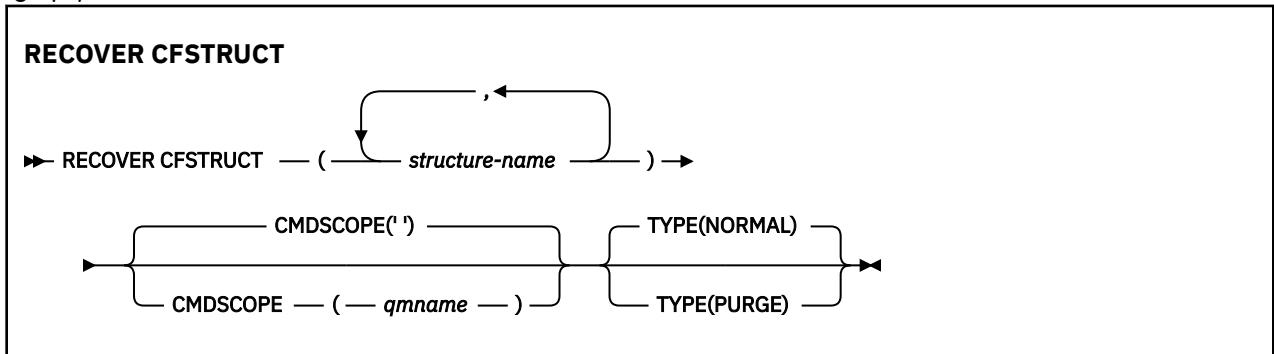 RECOVER CFSTRUCT
,
RECOVER CFSTRUCT ( structure-name )
CMDSCOPE(' ') TYPE(NORMAL)
CMDSCOPE ( qmname ) TYPE(PURGE)